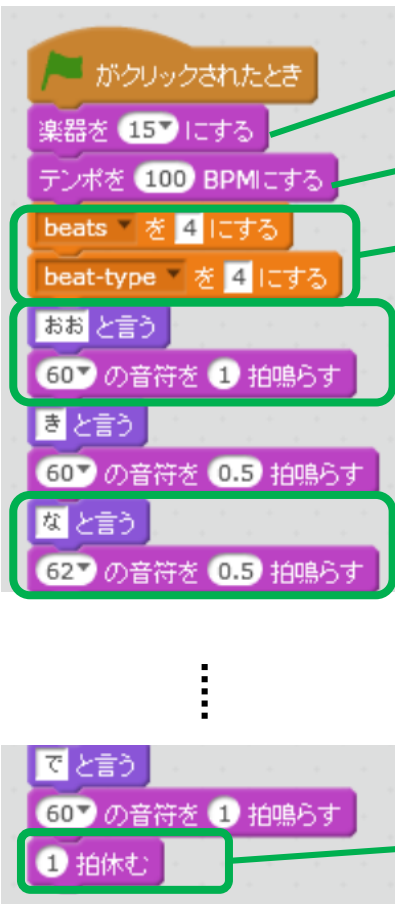 がクリックされたとき
楽器を 15 にする
テンポを 100 BPMにする
beats を 4 にする
beat-type を 4 にする
おお と言う
60 の音符を 1 拍鳴らす
き と言う
60 の音符を 0.5 拍鳴らす
な と言う
62 の音符を 0.5 拍鳴らす
で と言う
60 の音符を 1 拍鳴らす
1 拍休む